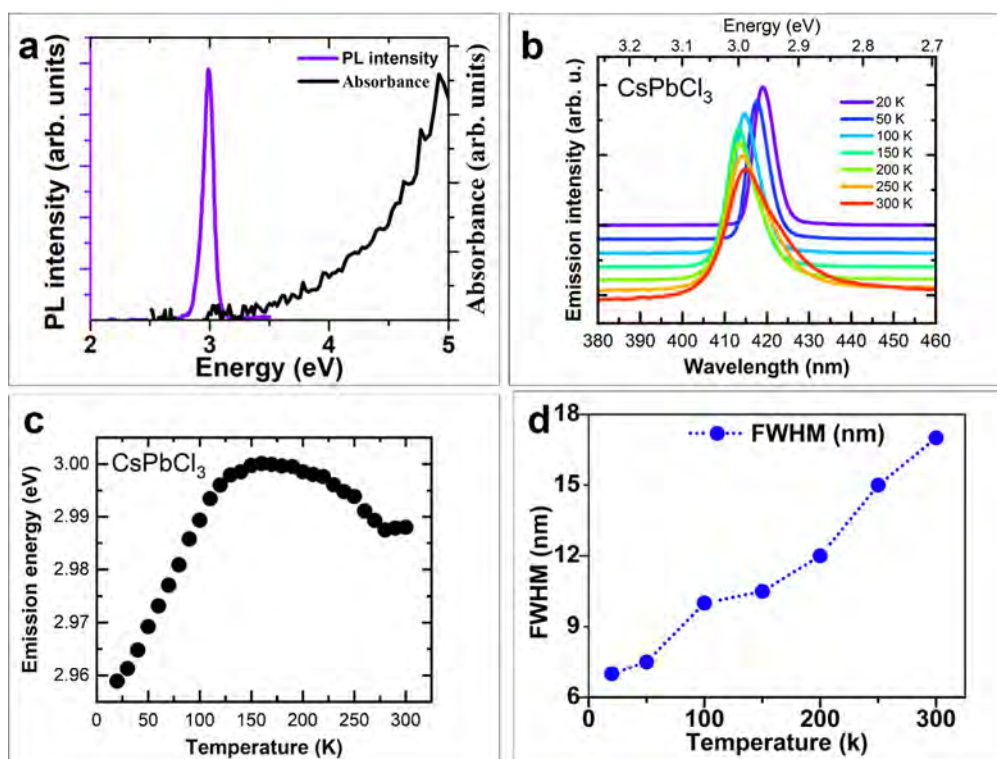 a
PL intensity
Absorbance
PL intensity (arb. units)
Absorbance (arb. units)
2 3 4 5
Energy (eV)
b
Energy (eV)
3.2 3.1 3.0 2.9 2.8 2.7
CsPbCl3
20 K
50 K
100 K
150 K
200 K
250 K
300 K
Emission intensity (arb. u.)
380 390 400 410 420 430 440 450 460
Wavelength (nm)
c
CsPbCl3
3.00
2.99
2.98
2.97
2.96
Emission energy (eV)
0 50 100 150 200 250 300
Temperature (K)
d
FWHM (nm)
18
15
12
9
6
FWHM (nm)
0 100 200 300
Temperature (k)